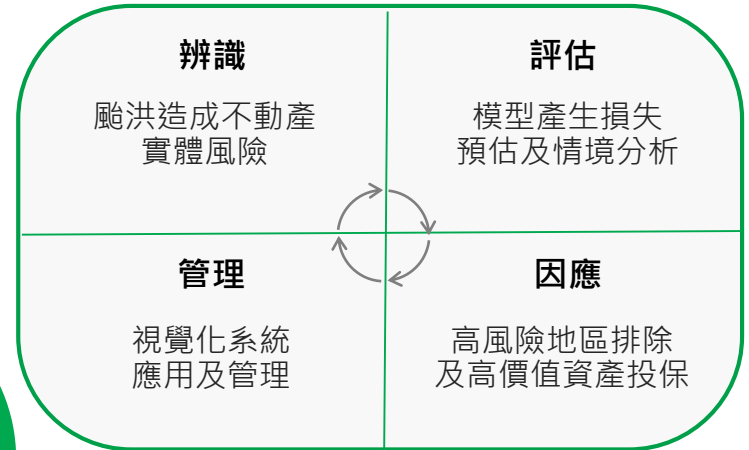 辨識
颱洪造成不動產
實體風險
評估
模型產生損失
預估及情境分析
管理
視覺化系統
應用及管理
因應
高風險地區排除
及高價值資產投保